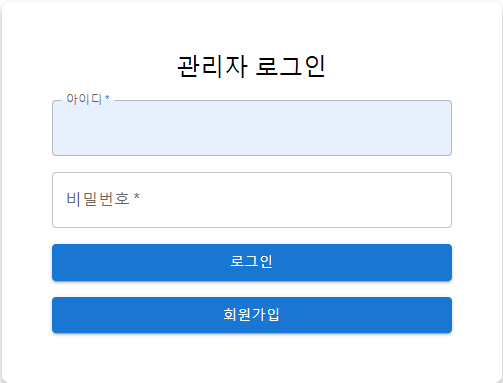 관리자 로그인
아이디 *
비밀번호 *
로그인
회원가입